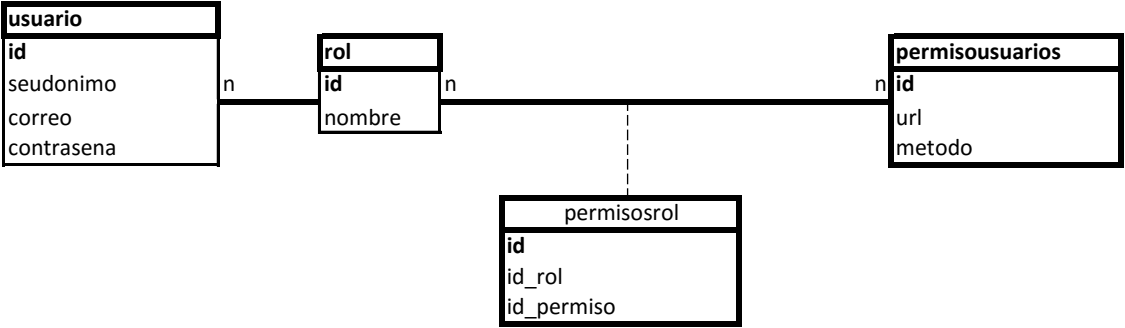 usuario
id
seudonimo
correo
contrasena
n
rol
id
nombre
n
n
permisousuarios
id
url
metodo
permisosrol
id
id_rol
id_permiso